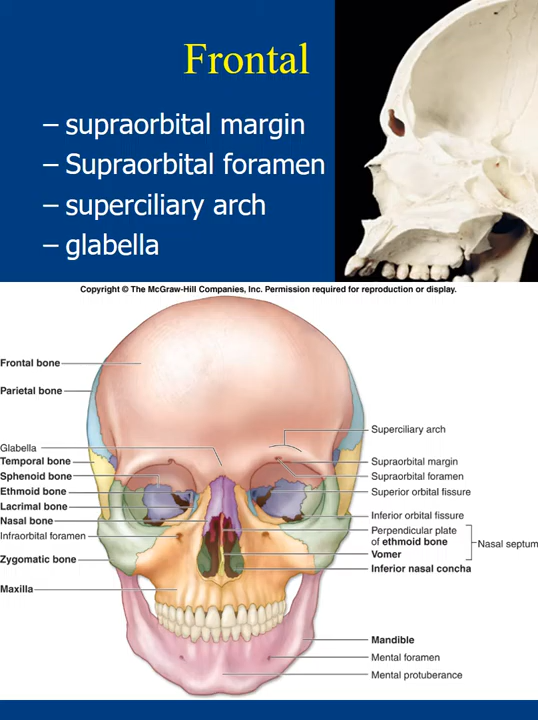 Frontal
– supraorbital margin
– Supraorbital foramen
– superciliary arch
– glabella
Copyright © The McGraw-Hill Companies, Inc. Permission required for reproduction or display.
Frontal bone
Parietal bone
Glabella
Temporal bone
Sphenoid bone
Ethmoid bone
Lacrimal bone
Nasal bone
Infraorbital foramen
Zygomatic bone
Maxilla
Superciliary arch
Supraorbital margin
Supraorbital foramen
Superior orbital fissure
Inferior orbital fissure
Perpendicular plate
of ethmoid bone
Vomer
Nasal septum
Inferior nasal concha
Mandible
Mental foramen
Mental protuberance